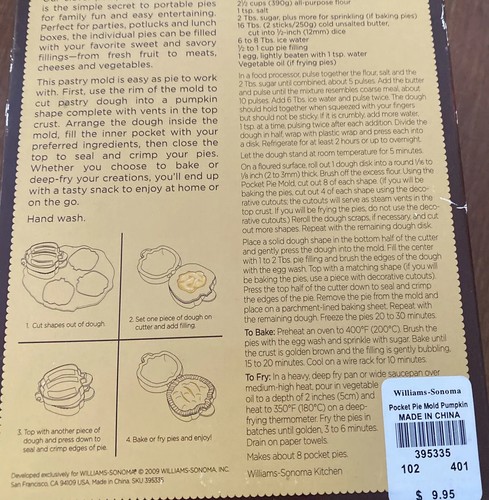 is the simple secret to portable pies
for family fun and easy entertaining.
Perfect for parties, potlucks and lunch
boxes, the individual pies can be filled
with your favorite sweet and savory
fillings—from fresh fruit to meats,
cheeses and vegetables.
This pastry mold is easy as pie to work
with. First, use the rim of the mold to
cut pastry dough into a pumpkin
shape complete with vents in the top
crust. Arrange the dough inside the
mold, fill the inner pocket with your
preferred ingredients, then close the
top to seal and crimp your pies.
Whether you choose to bake or
deep-fry your creations, you'll end up
with a tasty snack to enjoy at home or
on the go.
Hand wash.
1. Cut shapes out of dough.
2. Set one piece of dough on
cutter and add filling.
3. Top with another piece of
dough and press down to
seal and crimp edges of pie.
4. Bake or fry pies and enjoy!
Developed exclusively for WILLIAMS-SONOMA® © 2009 WILLIAMS-SONOMA, INC.
San Francisco, CA 94109 USA. Made in China. SKU 395335
2½ cups (390g) all-purpose flour
1 tsp. salt
2 Tbs. sugar, plus more for sprinkling (if baking pies)
16 Tbs. (2 sticks/250g) cold unsalted butter,
cut into ½-inch (12mm) dice
6 to 8 Tbs. ice water
½ to 1 cup pie filling
1 egg, lightly beaten with 1 tsp. water
Vegetable oil (if frying pies)
In a food processor, pulse together the flour, salt and the
2 Tbs. sugar until combined, about 5 pulses. Add the butter
and pulse until the mixture resembles coarse meal, about
10 pulses. Add 6 Tbs. ice water and pulse twice. The dough
should hold together when squeezed with your fingers
but should not be sticky. If it is crumbly, add more water,
1 tsp. at a time, pulsing twice after each addition. Divide the
dough in half, wrap with plastic wrap and press each into
a disk. Refrigerate for at least 2 hours or up to overnight.
Let the dough stand at room temperature for 5 minutes.
On a floured surface, roll out 1 dough disk into a round 1⁄16 to
⅛ inch (2 to 3mm) thick. Brush off the excess flour. Using the
Pocket Pie Mold, cut out 8 of each shape. (If you will be
baking the pies, cut out 4 of each shape using the deco-
rative cutouts; the cutouts will serve as steam vents in the
top crust. If you will be frying the pies, do not use the deco-
rative cutouts.) Reroll the dough scraps, if necessary, and cut
out more shapes. Repeat with the remaining dough disk.
Place a solid dough shape in the bottom half of the cutter
and gently press the dough into the mold. Fill the center
with 1 to 2 Tbs. pie filling and brush the edges of the dough
with the egg wash. Top with a matching shape (if you will
be baking the pies, use a piece with decorative cutouts).
Press the top half of the cutter down to seal and crimp
the edges of the pie. Remove the pie from the mold and
place on a parchment-lined baking sheet. Repeat with
the remaining dough. Freeze the pies 20 to 30 minutes.
To Bake: Preheat an oven to 400°F (200°C). Brush the
pies with the egg wash and sprinkle with sugar. Bake until
the crust is golden brown and the filling is gently bubbling,
15 to 20 minutes. Cool on a wire rack for 10 minutes.
To Fry: In a heavy, deep fry pan or wide saucepan over
medium-high heat, pour in vegetable
oil to a depth of 2 inches (5cm) and
heat to 350°F (180°C) on a deep-
frying thermometer. Fry the pies in
batches until golden, 3 to 6 minutes.
Drain on paper towels.
Makes about 8 pocket pies.
Williams-Sonoma Kitchen
Williams-Sonoma
Pocket Pie Mold Pumpkin
MADE IN CHINA
395335
102 401
$ 9.95